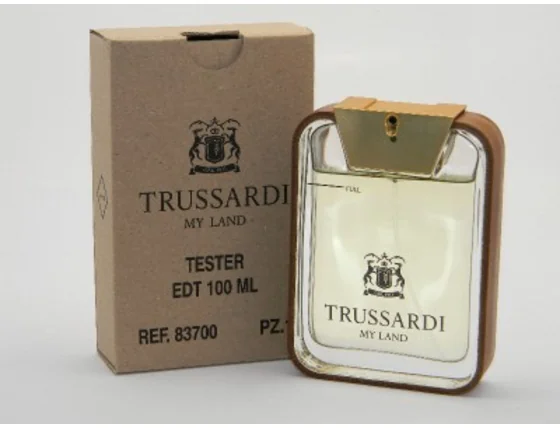 TRUSSARDI
MY LAND
TESTER
EDT 100 ML
REF. 83700 PZ.
TRUSSARDI
MY LAND